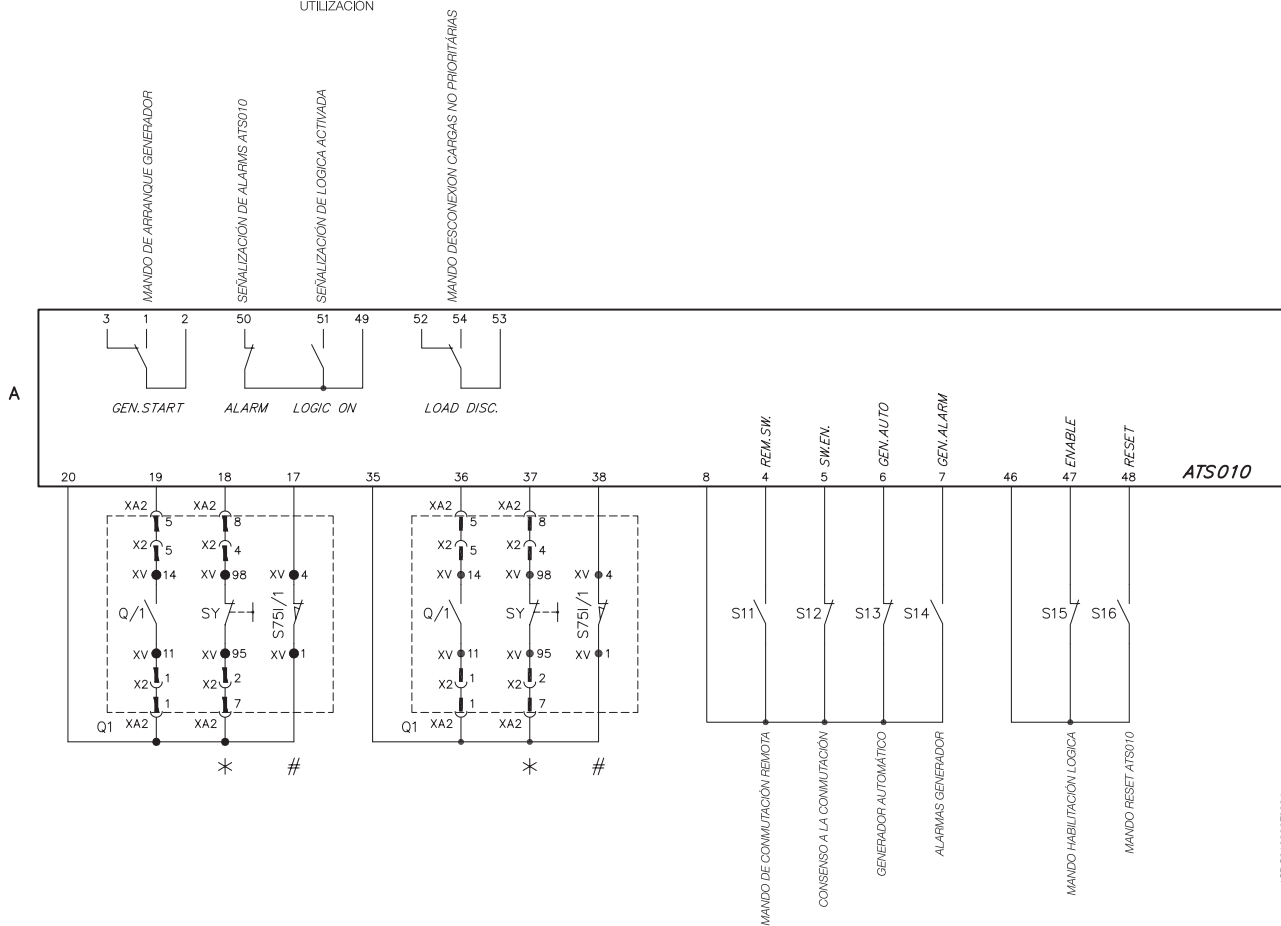 UTILIZACIÓN
MANDO DE ARRANQUE GENERADOR
SEÑALIZACIÓN DE ALARMS ATS010
SEÑALIZACIÓN DE LOGICA ACTIVADA
MANDO DESCONEXION CARGAS NO PRIORITÁRIAS
3 1 2 50 51 49 52 54 53
A
GEN.START ALARM LOGIC ON LOAD DISC.
REM.SW.
SW.EN.
GEN.AUTO
GEN.ALARM
ENABLE
RESET
20 19 18 17 35 36 37 38 8 4 5 6 7 46 47 48 ATS010
XA2 XA2 XA2 XA2
5 8 5 8
X2 5 X2 4 X2 5 X2 4
XV 14 XV 98 XV 4 XV 14 XV 98 XV 4
Q/1 SY S75I/1 Q/1 SY S75I/1 S11 S12 S13 S14 S15 S16
XV 11 XV 95 XV 1 XV 11 XV 95 XV 1
X2 1 X2 2 X2 1 X2 2
1 7 1 7
Q1 XA2 XA2 Q1 XA2 XA2
* # * #
MANDO DE CONMUTACIÓN REMOTA
CONSENSO A LA CONMUTACIÓN
GENERADOR AUTOMÁTICO
ALARMAS GENERADOR
MANDO HABILITACIÓN LOGICA
MANDO RESET ATS010